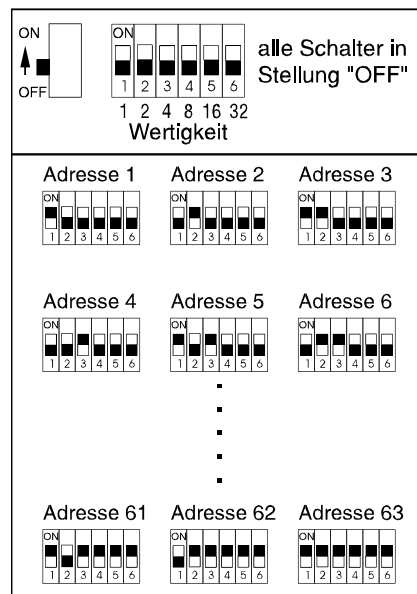 ON
OFF
ON
1 2 3 4 5 6
alle Schalter in
Stellung "OFF"
1 2 4 8 16 32
Wertigkeit
Adresse 1 Adresse 2 Adresse 3
ON ON ON
1 2 3 4 5 6 1 2 3 4 5 6 1 2 3 4 5 6
Adresse 4 Adresse 5 Adresse 6
ON ON ON
1 2 3 4 5 6 1 2 3 4 5 6 1 2 3 4 5 6
Adresse 61 Adresse 62 Adresse 63
ON ON ON
1 2 3 4 5 6 1 2 3 4 5 6 1 2 3 4 5 6